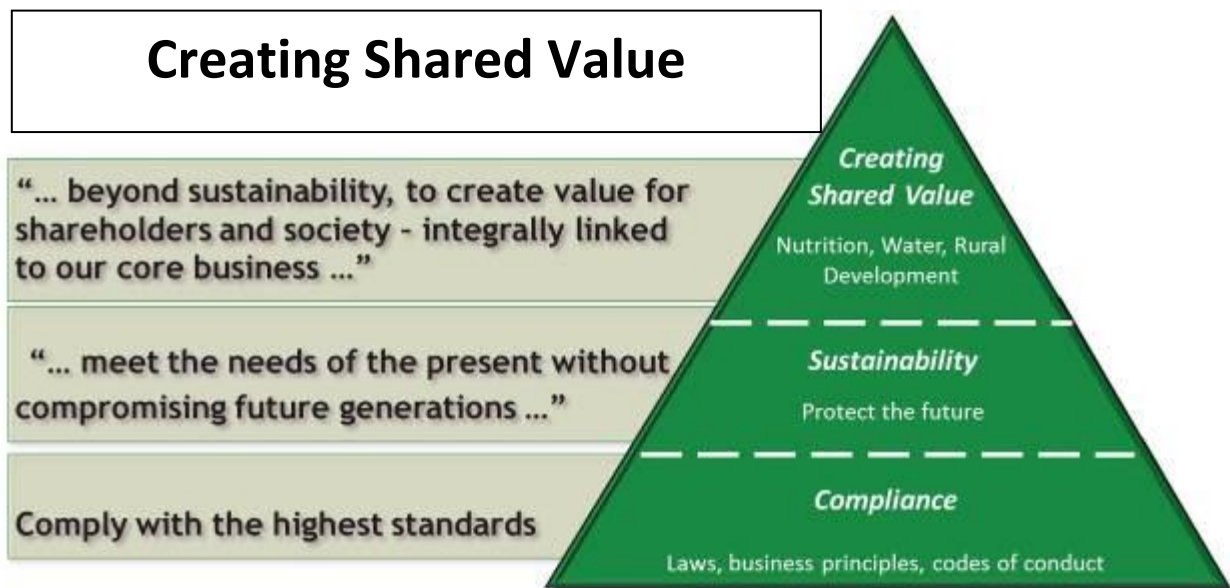 Creating Shared Value
“... beyond sustainability, to create value for
shareholders and society - integrally linked
to our core business ...”
Creating
Shared Value
Nutrition, Water, Rural
Development
“... meet the needs of the present without
compromising future generations ...”
Sustainability
Protect the future
Comply with the highest standards
Compliance
Laws, business principles, codes of conduct